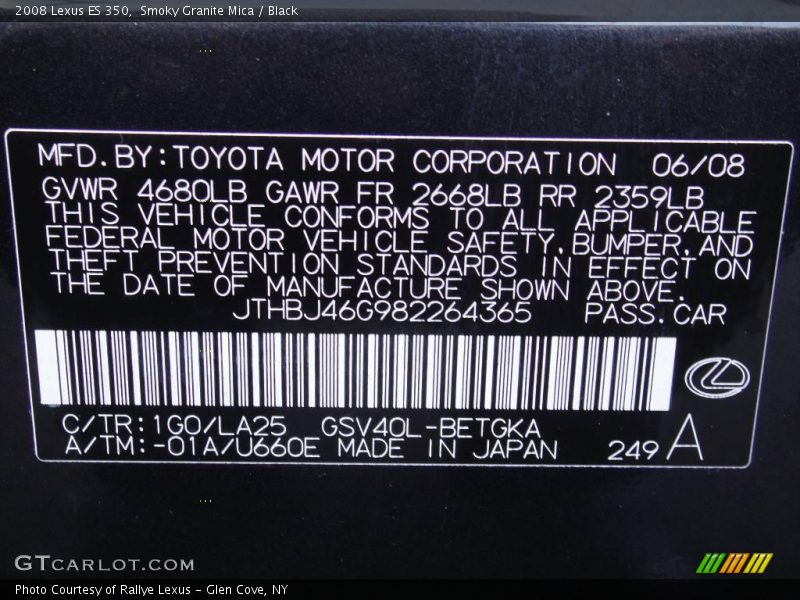 2008 Lexus ES 350,  Smoky Granite Mica / Black
MFD.BY:TOYOTA MOTOR CORPORATION 06/08
GVWR 4680LB GAWR FR 2668LB RR 2359LB
THIS VEHICLE CONFORMS TO ALL APPLICABLE
FEDERAL MOTOR VEHICLE SAFETY,BUMPER,AND
THEFT PREVENTION STANDARDS IN EFFECT ON
THE DATE OF MANUFACTURE SHOWN ABOVE.
JTHBJ46G982264365 PASS.CAR
C/TR:1G0/LA25 GSV40L-BETGKA
A/TM:-01A/U660E MADE IN JAPAN 249 A
GTCARLOT.COM
Photo Courtesy of Rallye Lexus - Glen Cove, NY